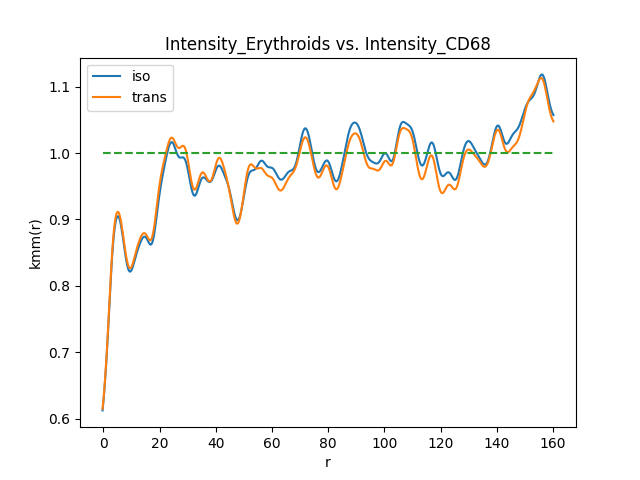 Intensity_Erythroids vs. Intensity_CD68
iso
trans
kmm(r)
1.1
1.0
0.9
0.8
0.7
0.6
0 20 40 60 80 100 120 140 160
r